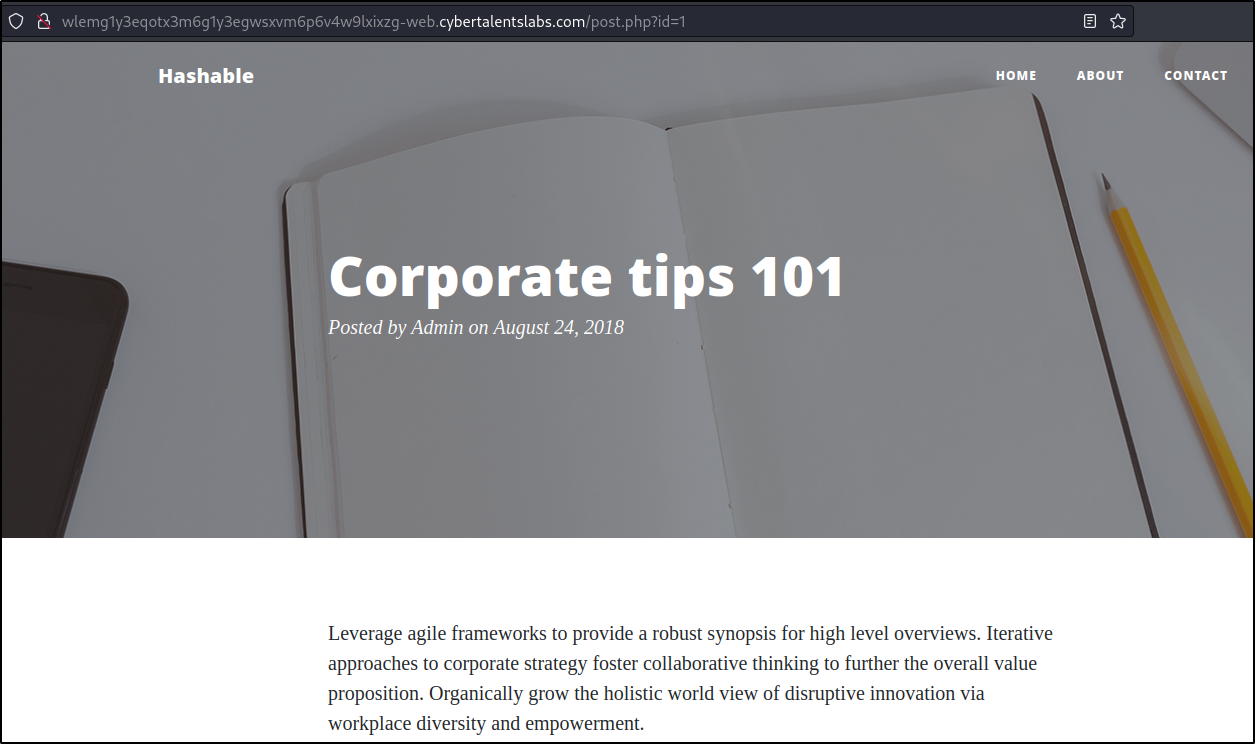 wlemg1y3eqotx3m6g1y3egwsxvm6p6v4w9lxixzg-web.cybertalentslabs.com/post.php?id=1
Hashable
HOME ABOUT CONTACT
Corporate tips 101
Posted by Admin on August 24, 2018
Leverage agile frameworks to provide a robust synopsis for high level overviews. Iterative
approaches to corporate strategy foster collaborative thinking to further the overall value
proposition. Organically grow the holistic world view of disruptive innovation via
workplace diversity and empowerment.